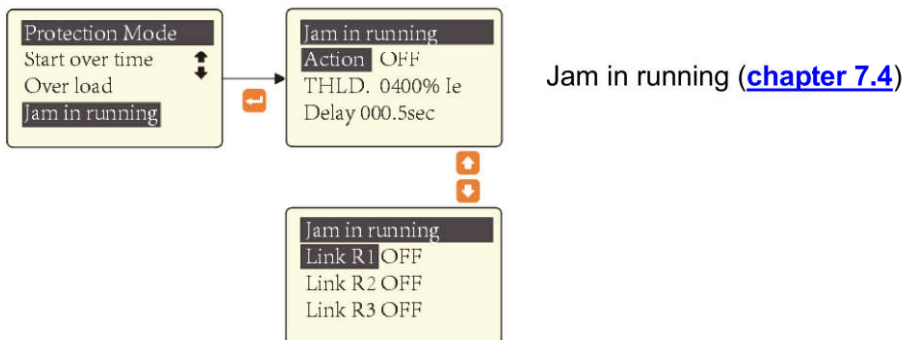 Protection Mode
Start over time
Over load
Jam in running
Jam in running
Action OFF
THLD. 0400% Ie
Delay 000.5sec
Jam in running (chapter 7.4)
Jam in running
Link R1 OFF
Link R2 OFF
Link R3 OFF